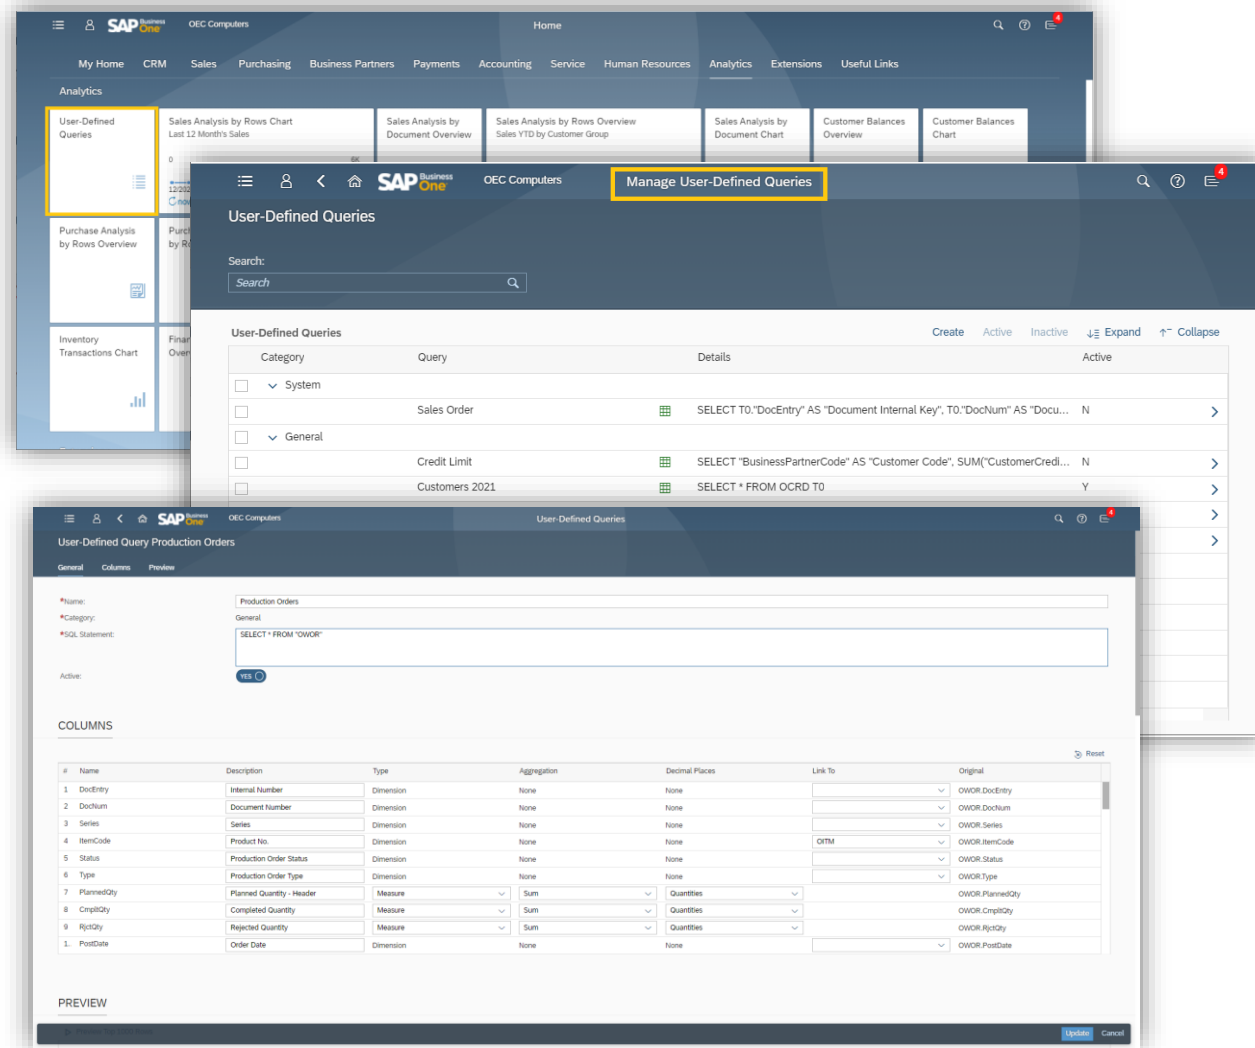 SAP Business One OEC Computers Home 4
My Home CRM Sales Purchasing Business Partners Payments Accounting Service Human Resources Analytics Extensions Useful Links
Analytics
User-Defined Queries
Sales Analysis by Rows Chart
Last 12 Month's Sales
0 6K
12/202
Sales Analysis by Document Overview
Sales Analysis by Rows Overview
Sales YTD by Customer Group
Sales Analysis by Document Chart
Customer Balances Overview
Customer Balances Chart
Purchase Analysis by Rows Overview
Purc
by Ro
Inventory Transactions Chart
Finan
Over
SAP Business One OEC Computers Manage User-Defined Queries 4
User-Defined Queries
Search:
Search
User-Defined Queries Create Active Inactive Expand Collapse
Category Query Details Active
System
Sales Order SELECT T0."DocEntry" AS "Document Internal Key", T0."DocNum" AS "Docu... N
General
Credit Limit SELECT "BusinessPartnerCode" AS "Customer Code", SUM("CustomerCredi... N
Customers 2021 SELECT * FROM OCRD T0 Y
SAP Business One OEC Computers User-Defined Queries 4
User-Defined Query Production Orders
General Columns Preview
*Name: Production Orders
*Category: General
*SQL Statement: SELECT * FROM "OWOR"
Active: YES
COLUMNS
Reset
# Name Description Type Aggregation Decimal Places Link To Original
1 DocEntry Internal Number Dimension None None OWOR.DocEntry
2 DocNum Document Number Dimension None None OWOR.DocNum
3 Series Series Dimension None None OWOR.Series
4 ItemCode Product No. Dimension None None OITM OWOR.ItemCode
5 Status Production Order Status Dimension None None OWOR.Status
6 Type Production Order Type Dimension None None OWOR.Type
7 PlannedQty Planned Quantity - Header Measure Sum Quantities OWOR.PlannedQty
8 CmpltQty Completed Quantity Measure Sum Quantities OWOR.CmpltQty
9 RjctQty Rejected Quantity Measure Sum Quantities OWOR.RjctQty
1. PostDate Order Date Dimension None None OWOR.PostDate
PREVIEW
Update Cancel